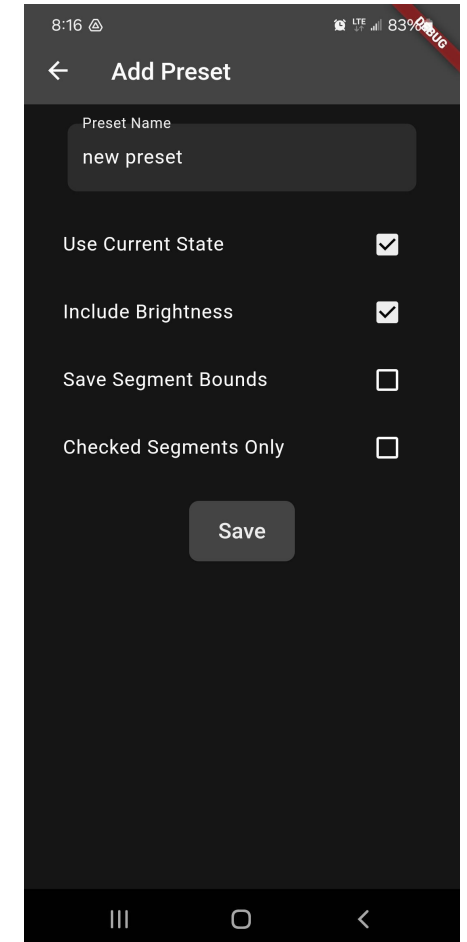 8:16
LTE 83%
DEBUG
Add Preset
Preset Name
new preset
Use Current State
Include Brightness
Save Segment Bounds
Checked Segments Only
Save